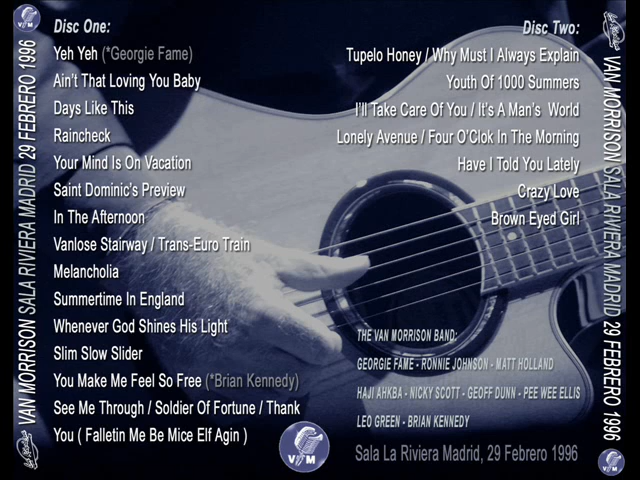 Disc One:
Yeh Yeh (*Georgie Fame)
Ain't That Loving You Baby
Days Like This
Raincheck
Your Mind Is On Vacation
Saint Dominic's Preview
In The Afternoon
Vanlose Stairway / Trans-Euro Train
Melancholia
Summertime In England
Whenever God Shines His Light
Slim Slow Slider
You Make Me Feel So Free (*Brian Kennedy)
See Me Through / Soldier Of Fortune / Thank
You ( Falletin Me Be Mice Elf Agin )
Disc Two:
Tupelo Honey / Why Must I Always Explain
Youth Of 1000 Summers
I'll Take Care Of You / It's A Man's World
Lonely Avenue / Four O'Clok In The Morning
Have I Told You Lately
Crazy Love
Brown Eyed Girl
THE VAN MORRISON BAND:
GEORGIE FAME - RONNIE JOHNSON - MATT HOLLAND
HAJI AHKBA - NICKY SCOTT - GEOFF DUNN - PEE WEE ELLIS
LEO GREEN - BRIAN KENNEDY
Sala La Riviera Madrid, 29 Febrero 1996
VAN MORRISON SALA RIVIERA MADRID 29 FEBRERO 1996
VAN MORRISON SALA RIVIERA MADRID 29 FEBRERO 1996
V M
V M
V M